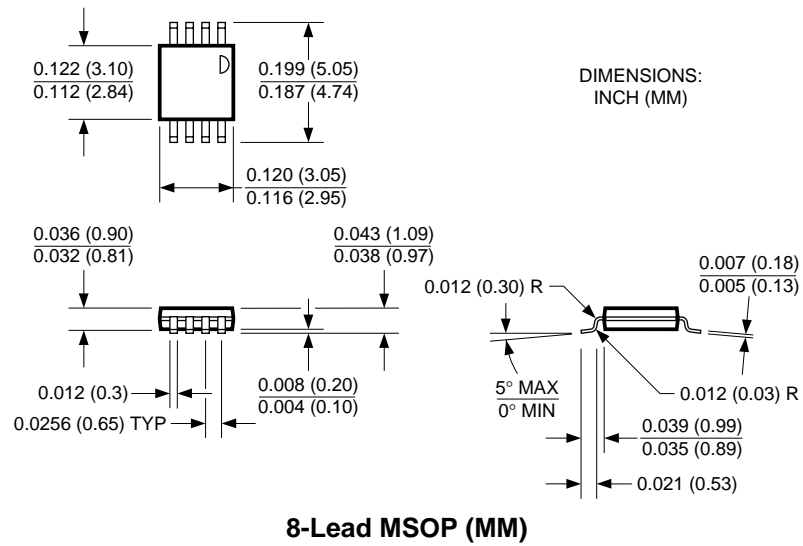 0.122 (3.10)
0.112 (2.84)
0.199 (5.05)
0.187 (4.74)
DIMENSIONS:
INCH (MM)
0.120 (3.05)
0.116 (2.95)
0.036 (0.90)
0.032 (0.81)
0.043 (1.09)
0.038 (0.97)
0.007 (0.18)
0.005 (0.13)
0.012 (0.30) R
0.012 (0.3)
0.008 (0.20)
0.004 (0.10)
5° MAX
0° MIN
0.012 (0.03) R
0.0256 (0.65) TYP
0.039 (0.99)
0.035 (0.89)
0.021 (0.53)
8-Lead MSOP (MM)